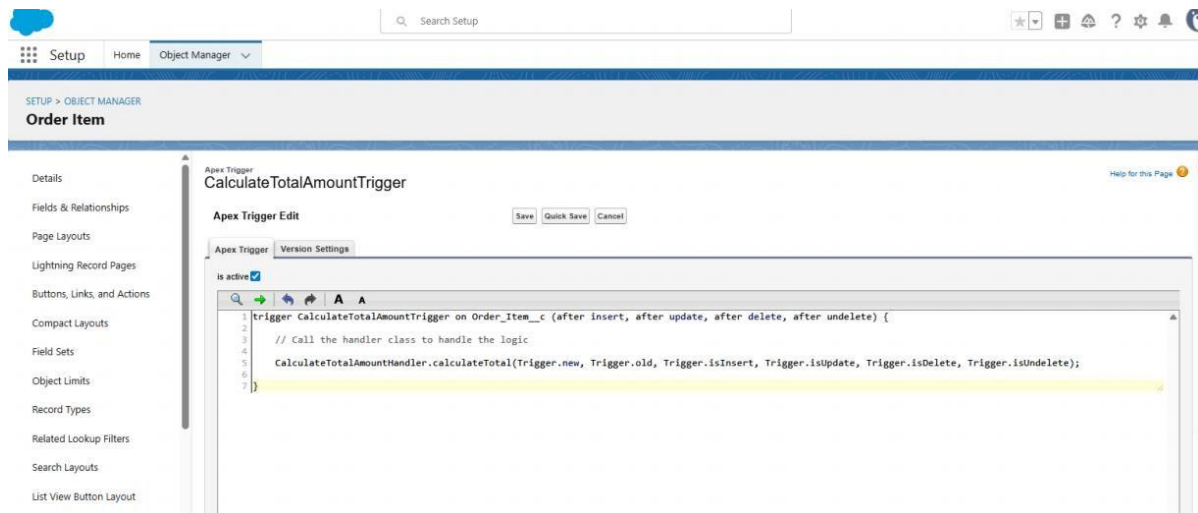 Search Setup
Setup Home Object Manager
SETUP > OBJECT MANAGER
Order Item
Details
Fields & Relationships
Page Layouts
Lightning Record Pages
Buttons, Links, and Actions
Compact Layouts
Field Sets
Object Limits
Record Types
Related Lookup Filters
Search Layouts
List View Button Layout
Apex Trigger
CalculateTotalAmountTrigger
Help for this Page
Apex Trigger Edit Save Quick Save Cancel
Apex Trigger Version Settings
is active
A A
1 trigger CalculateTotalAmountTrigger on Order_Item__c (after insert, after update, after delete, after undelete) {
2
3 // Call the handler class to handle the logic
4
5 CalculateTotalAmountHandler.calculateTotal(Trigger.new, Trigger.old, Trigger.isInsert, Trigger.isUpdate, Trigger.isDelete, Trigger.isUndelete);
6
7 }